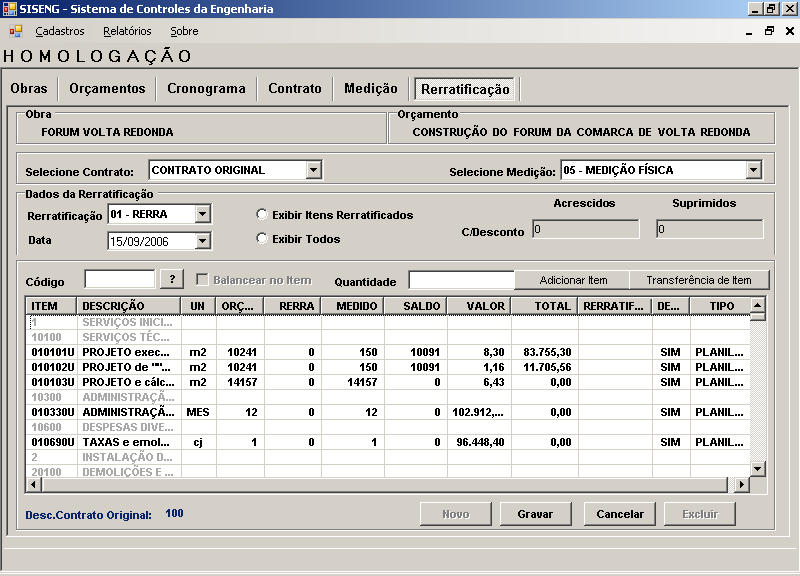 SISENG - Sistema de Controles da Engenharia
Cadastros Relatórios Sobre
HOMOLOGAÇÃO
Obras Orçamentos Cronograma Contrato Medição Rerratificação
Obra Orçamento
FORUM VOLTA REDONDA CONSTRUÇÃO DO FORUM DA COMARCA DE VOLTA REDONDA
Selecione Contrato: CONTRATO ORIGINAL Selecione Medição: 05 - MEDIÇÃO FÍSICA
Dados da Rerratificação
Acrescidos Suprimidos
Rerratificação 01 - RERRA Exibir Itens Rerratificados
C/Desconto 0 0
Data 15/09/2006 Exibir Todos
Código ? Balancear no Item Quantidade Adicionar Item Transferência de Item
ITEM DESCRIÇÃO UN ORÇ... RERRA MEDIDO SALDO VALOR TOTAL RERRATIF... DE... TIPO
1 SERVIÇOS INICI...
10100 SERVIÇOS TÉC...
010101U PROJETO exec... m2 10241 0 150 10091 8,30 83.755,30 SIM PLANIL...
010102U PROJETO de ""... m2 10241 0 150 10091 1,16 11.705,56 SIM PLANIL...
010103U PROJETO e cálc... m2 14157 0 14157 0 6,43 0,00 SIM PLANIL...
10300 ADMINISTRAÇÃ...
010330U ADMINISTRAÇÃ... MES 12 0 12 0 102.912,... 0,00 SIM PLANIL...
10600 DESPESAS DIVE...
010690U TAXAS e emol... cj 1 0 1 0 96.448,40 0,00 SIM PLANIL...
2 INSTALAÇÃO D...
20100 DEMOLIÇÕES E ...
Desc.Contrato Original: 100 Novo Gravar Cancelar Excluir